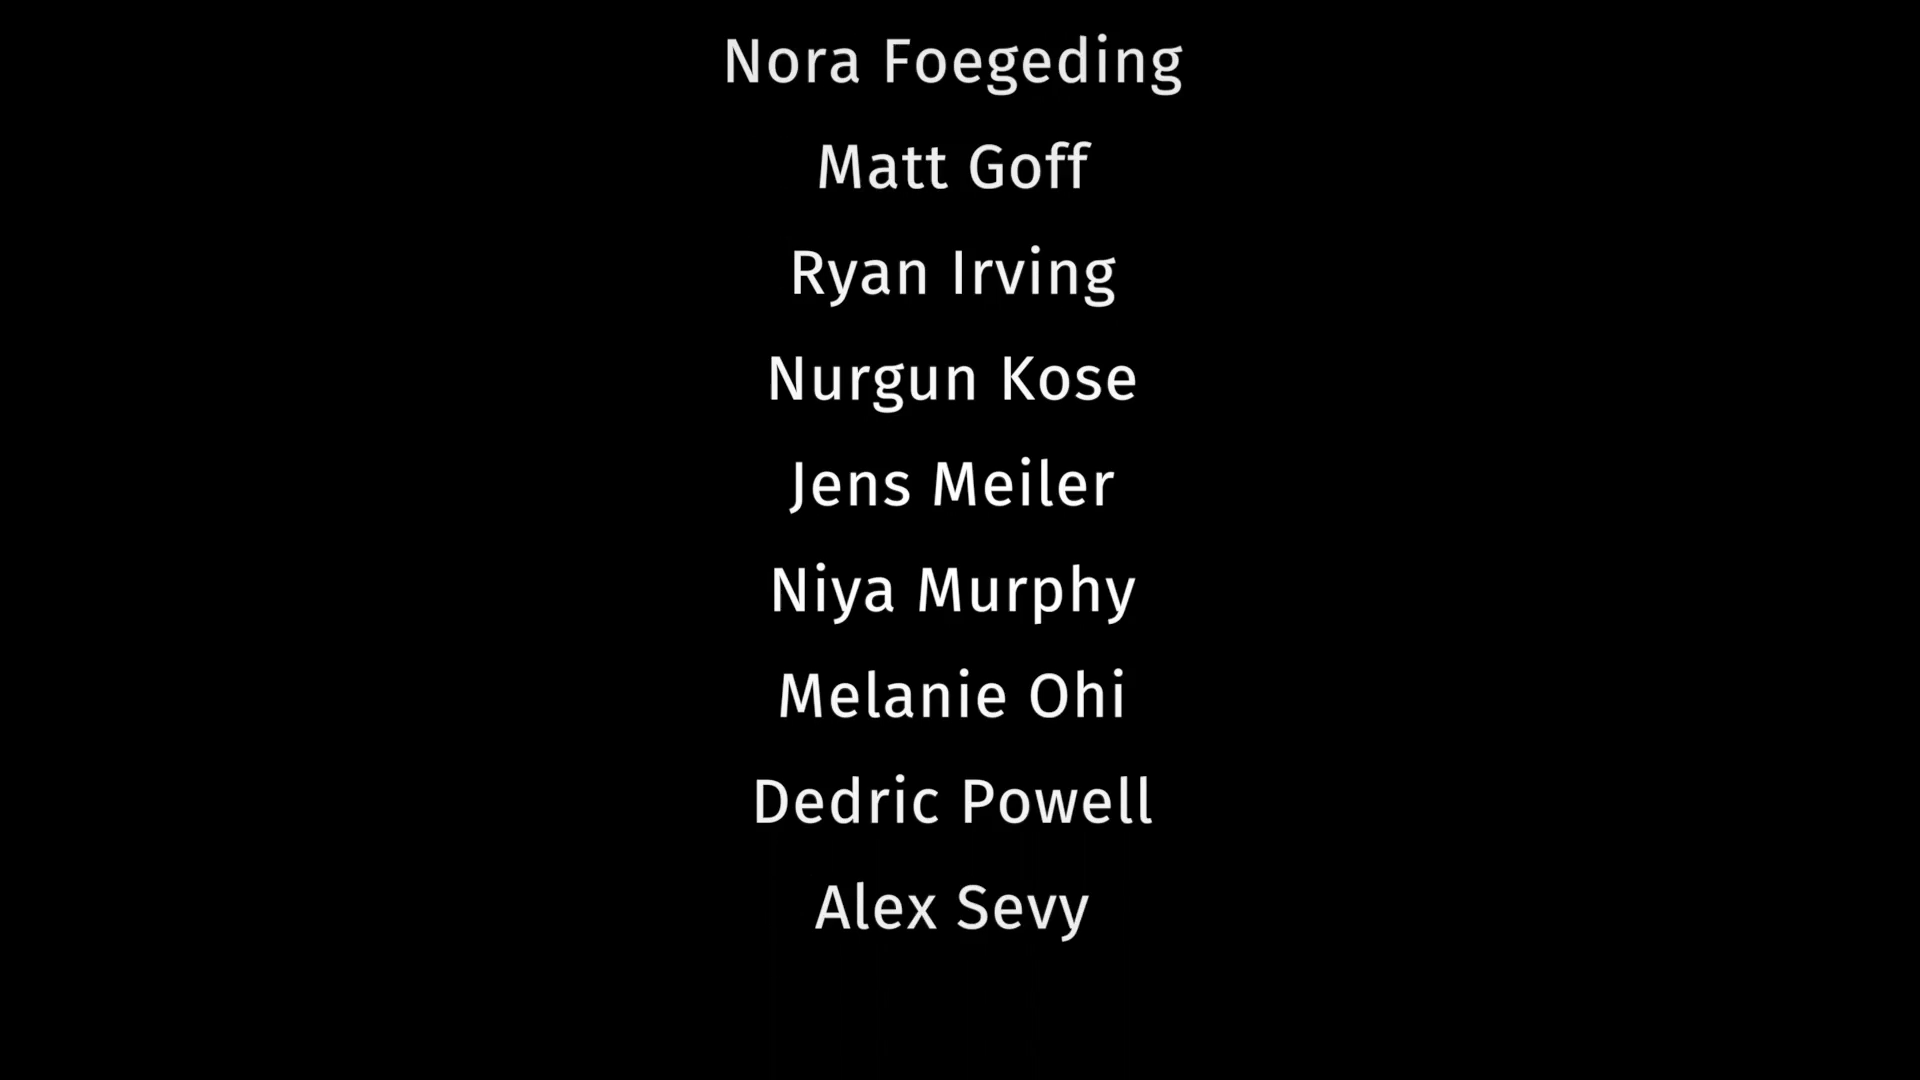 Nora Foegeding
Matt Goff
Ryan Irving
Nurgun Kose
Jens Meiler
Niya Murphy
Melanie Ohi
Dedric Powell
Alex Sevy